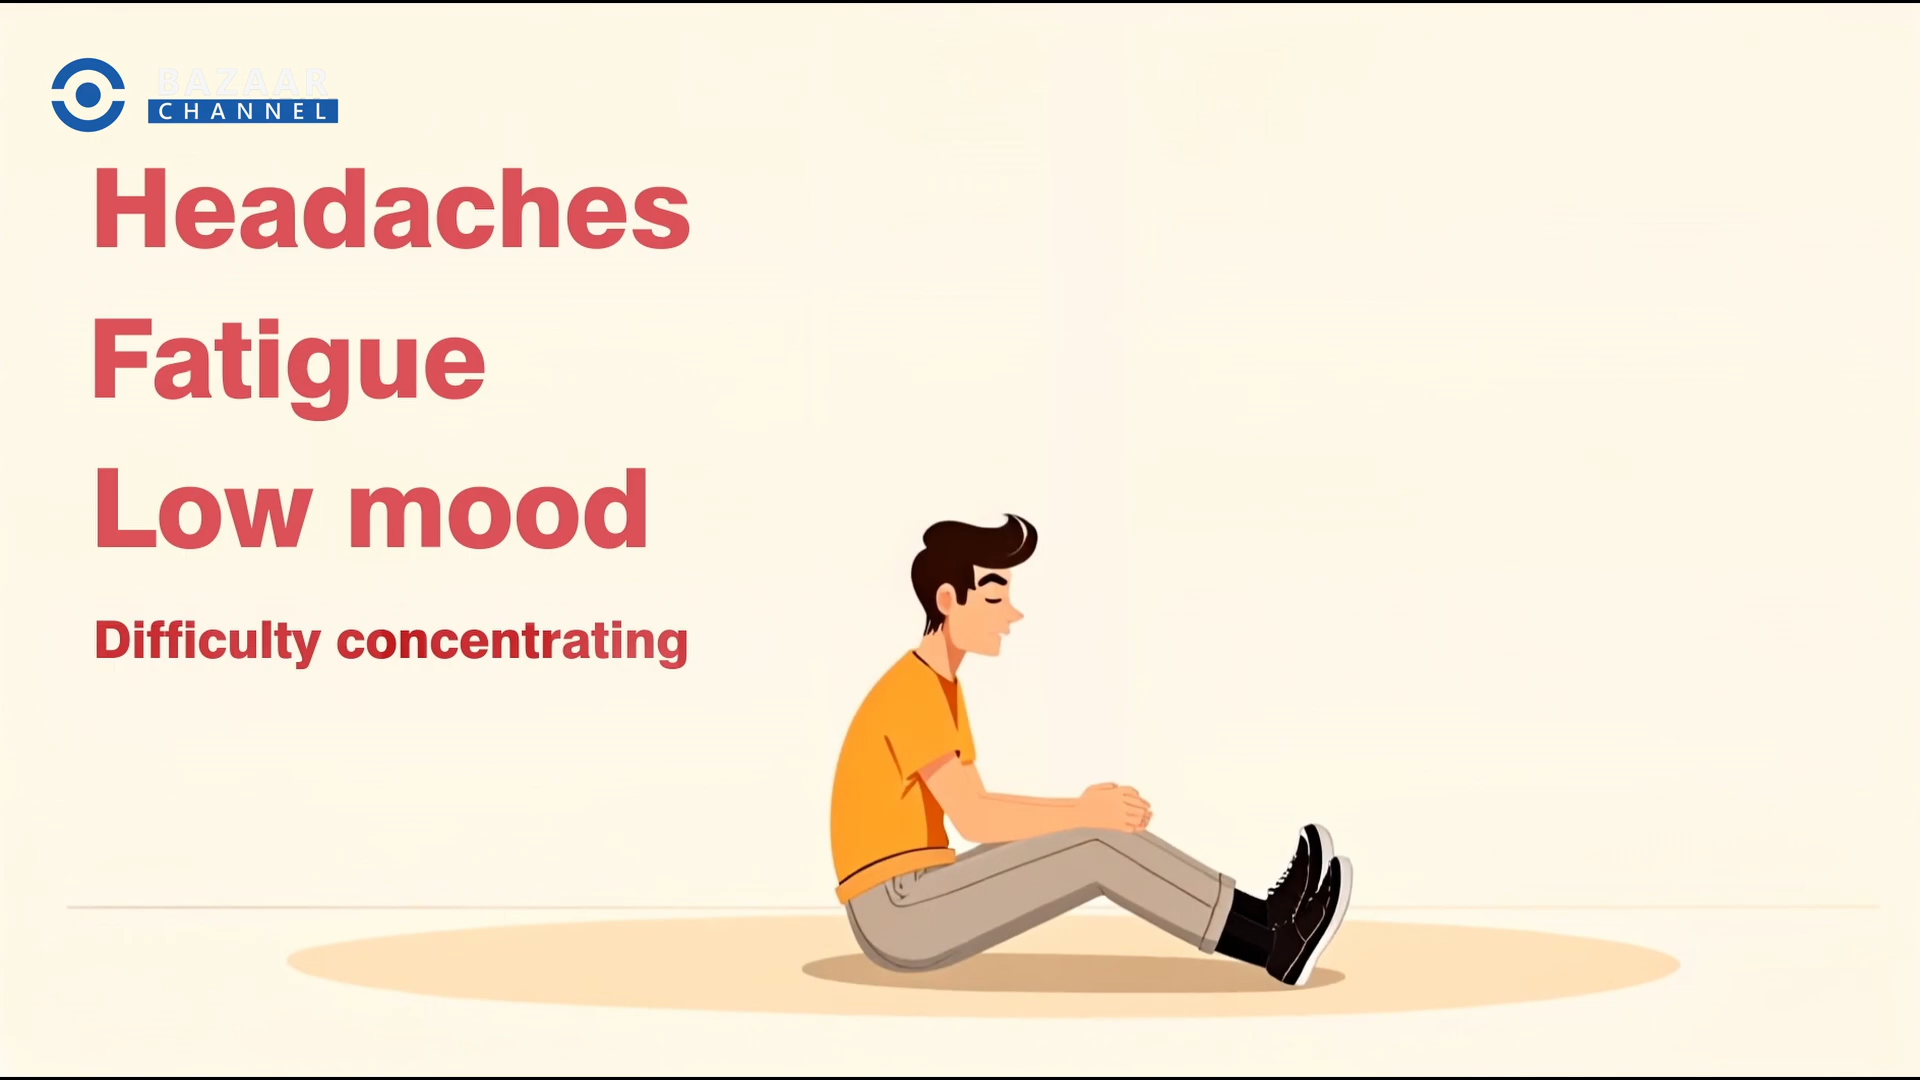 BAZAAR
CHANNEL
Headaches
Fatigue
Low mood
Difficulty concentrating